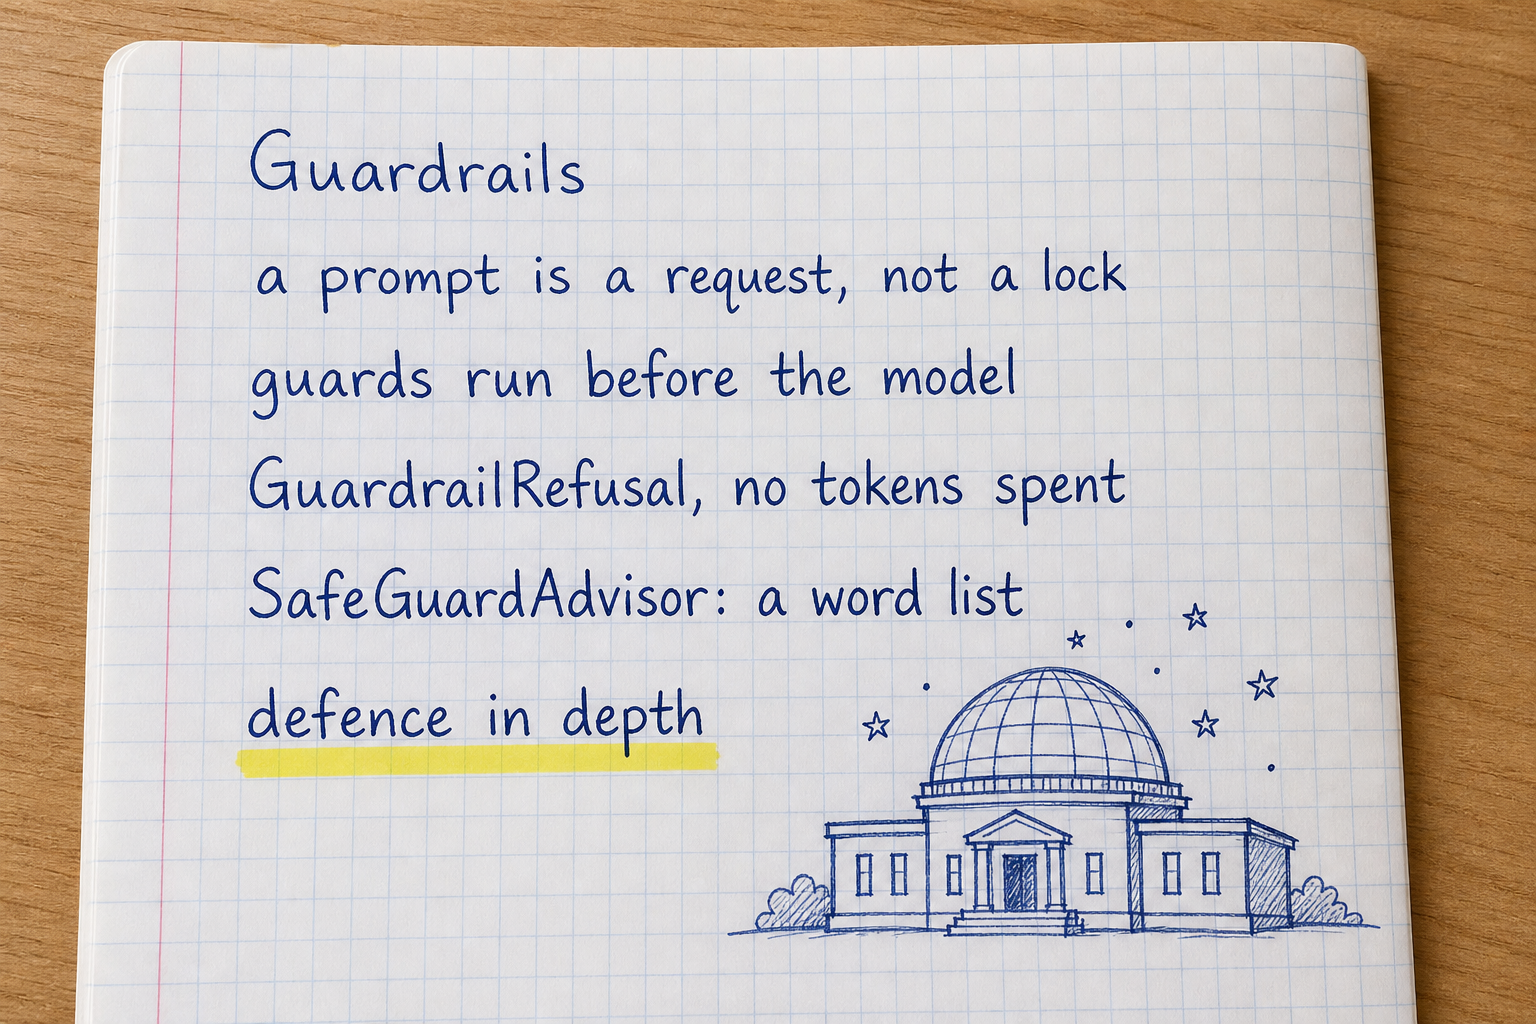 Guardrails
a prompt is a request, not a lock
guards run before the model
GuardrailRefusal, no tokens spent
SafeGuardAdvisor: a word list
defence in depth